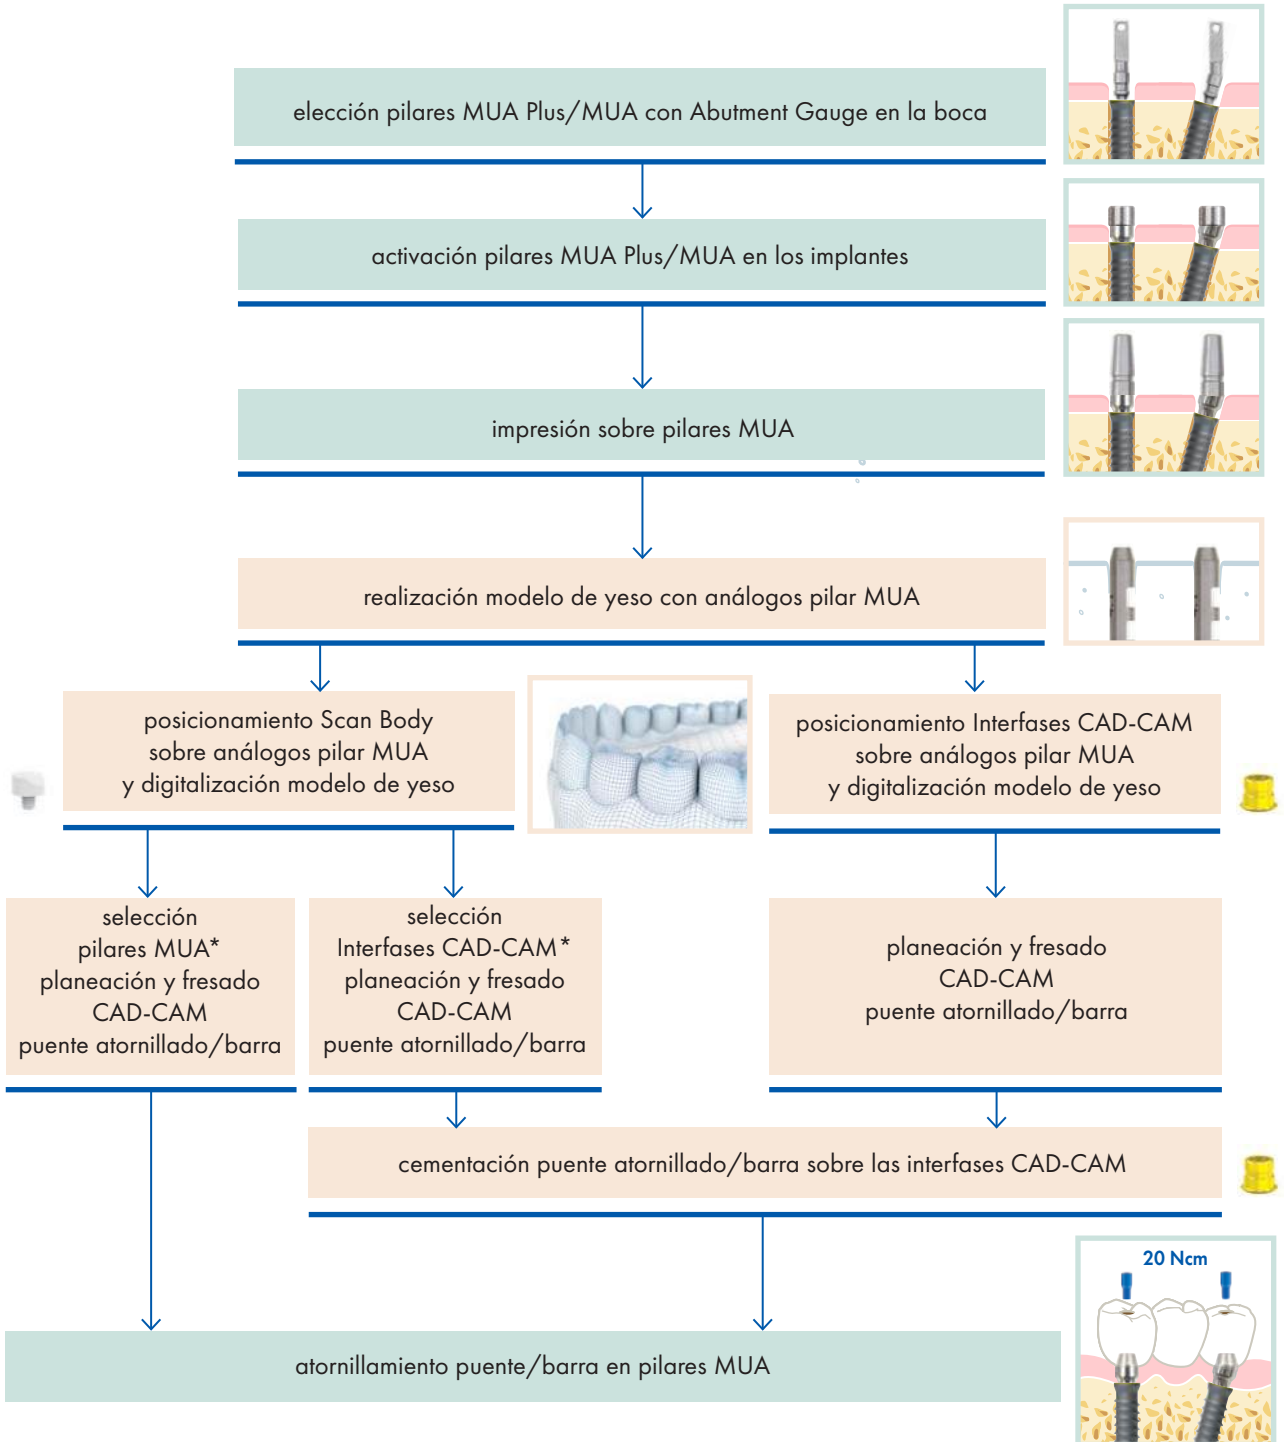 elección pilares MUA Plus/MUA con Abutment Gauge en la boca
activación pilares MUA Plus/MUA en los implantes
impresión sobre pilares MUA
realización modelo de yeso con análogos pilar MUA
posicionamiento Scan Body
sobre análogos pilar MUA
y digitalización modelo de yeso
posicionamiento Interfases CAD-CAM
sobre análogos pilar MUA
y digitalización modelo de yeso
selección
pilares MUA*
planeación y fresado
CAD-CAM
puente atornillado/barra
selección
Interfases CAD-CAM*
planeación y fresado
CAD-CAM
puente atornillado/barra
planeación y fresado
CAD-CAM
puente atornillado/barra
cementación puente atornillado/barra sobre las interfases CAD-CAM
20 Ncm
atornillamiento puente/barra en pilares MUA